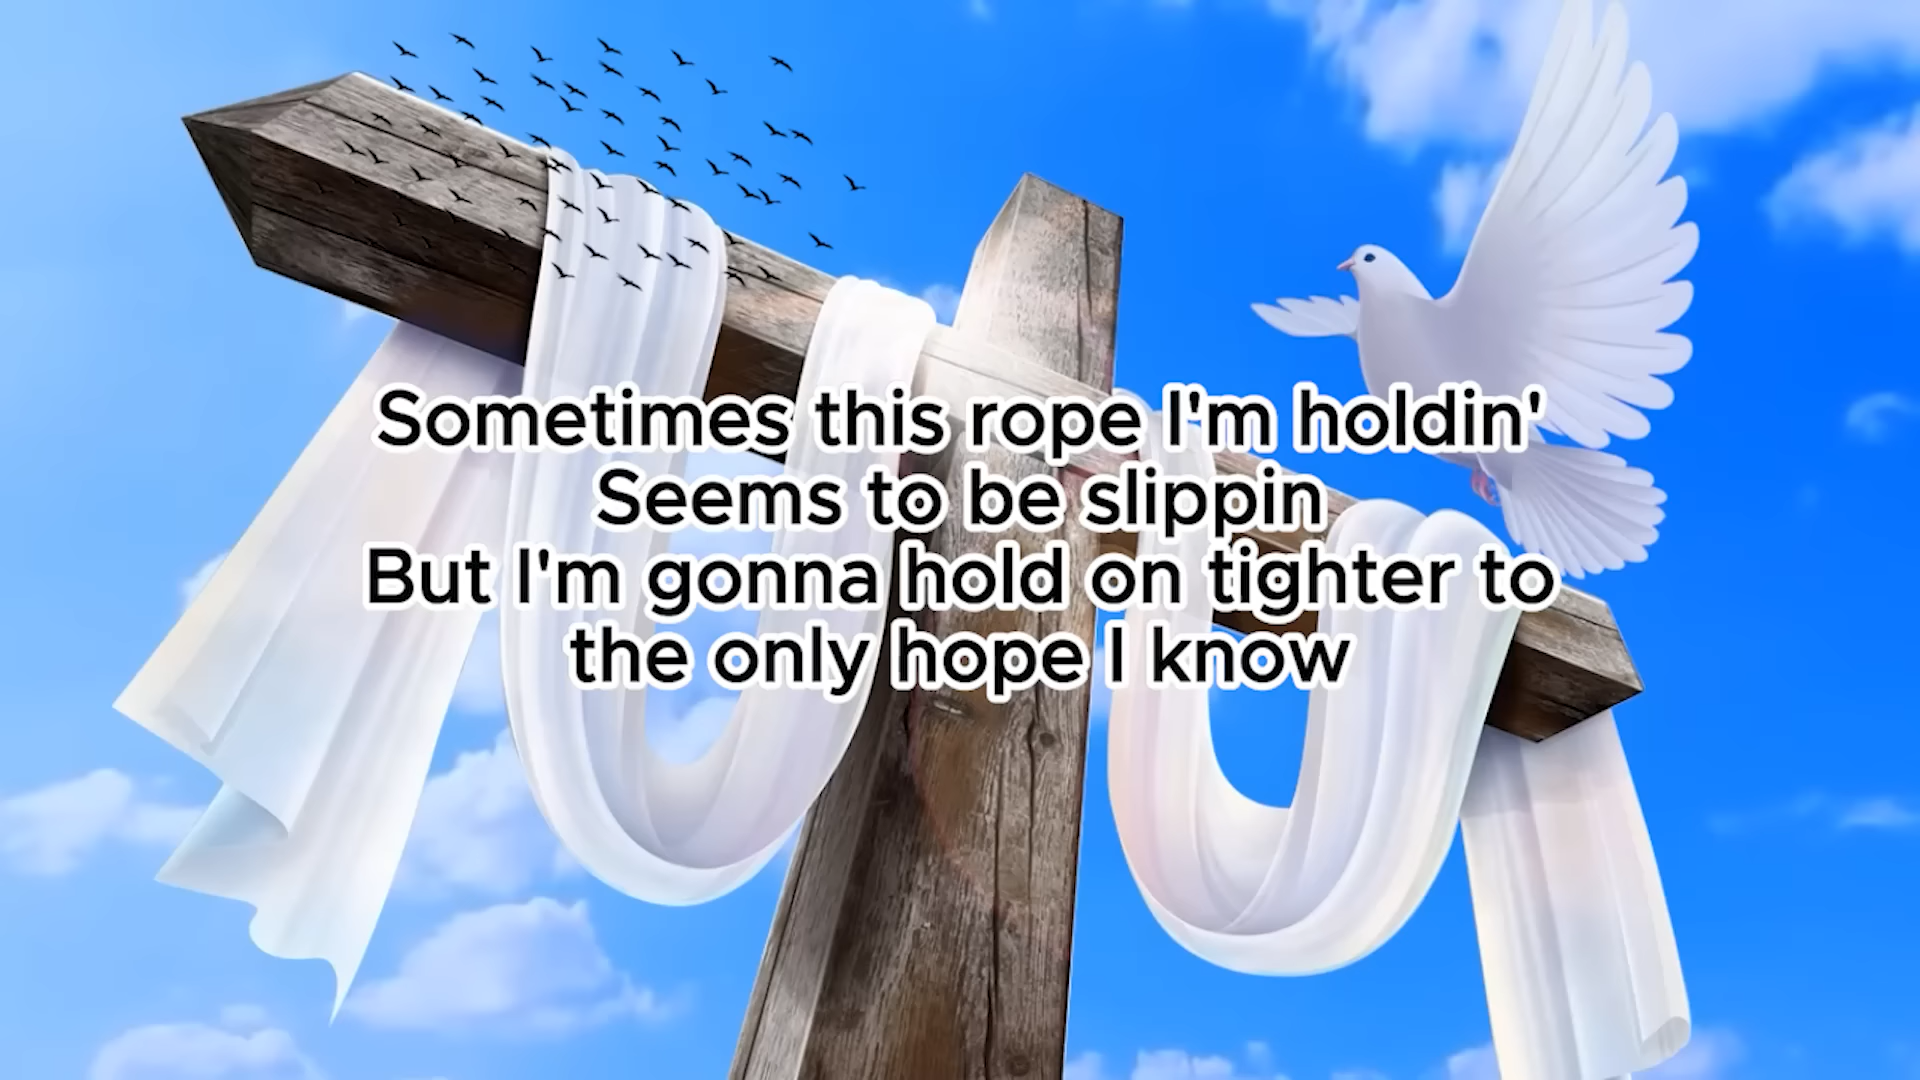 Sometimes this rope I'm holdin'
Seems to be slippin
But I'm gonna hold on tighter to
the only hope I know